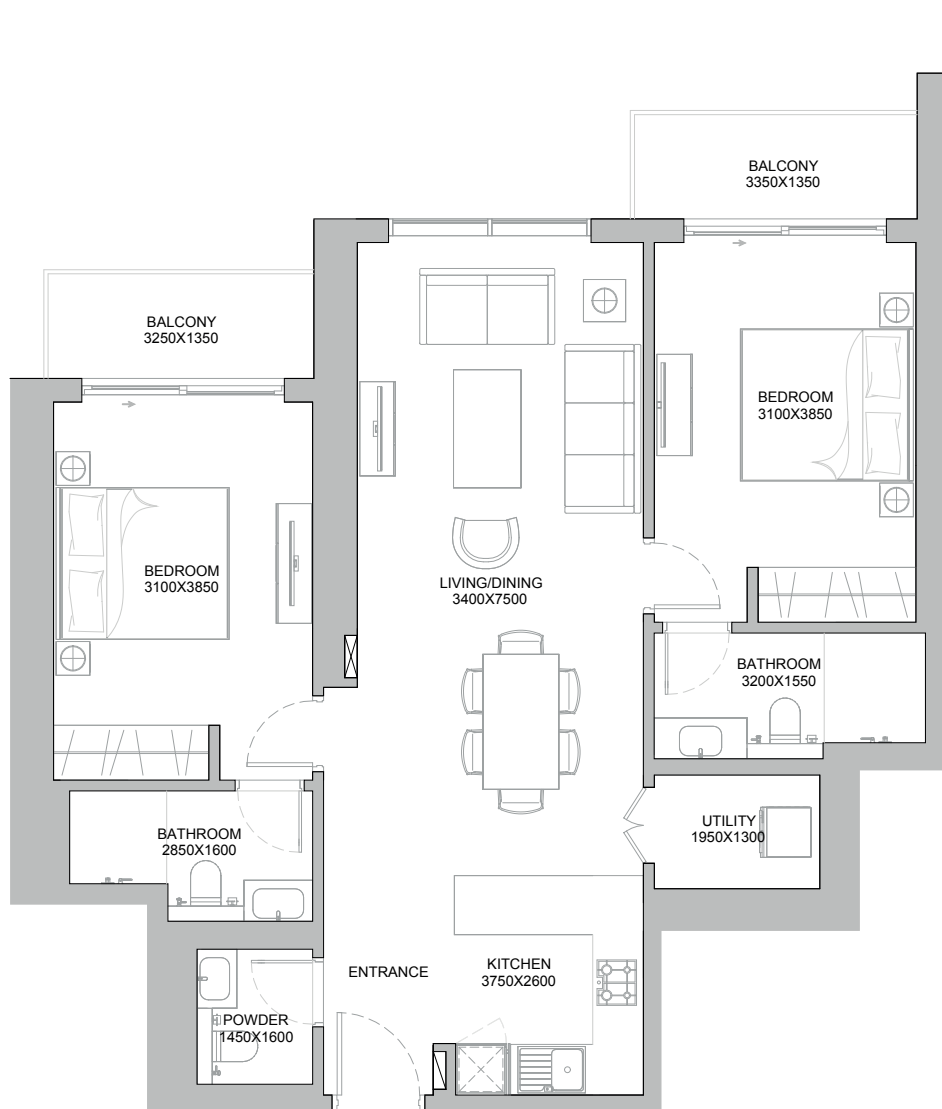 BALCONY
3350X1350
BALCONY
3250X1350
BEDROOM
3100X3850
BEDROOM
3100X3850
LIVING/DINING
3400X7500
BATHROOM
3200X1550
BATHROOM
2850X1600
UTILITY
1950X1300
ENTRANCE
KITCHEN
3750X2600
POWDER
1450X1600